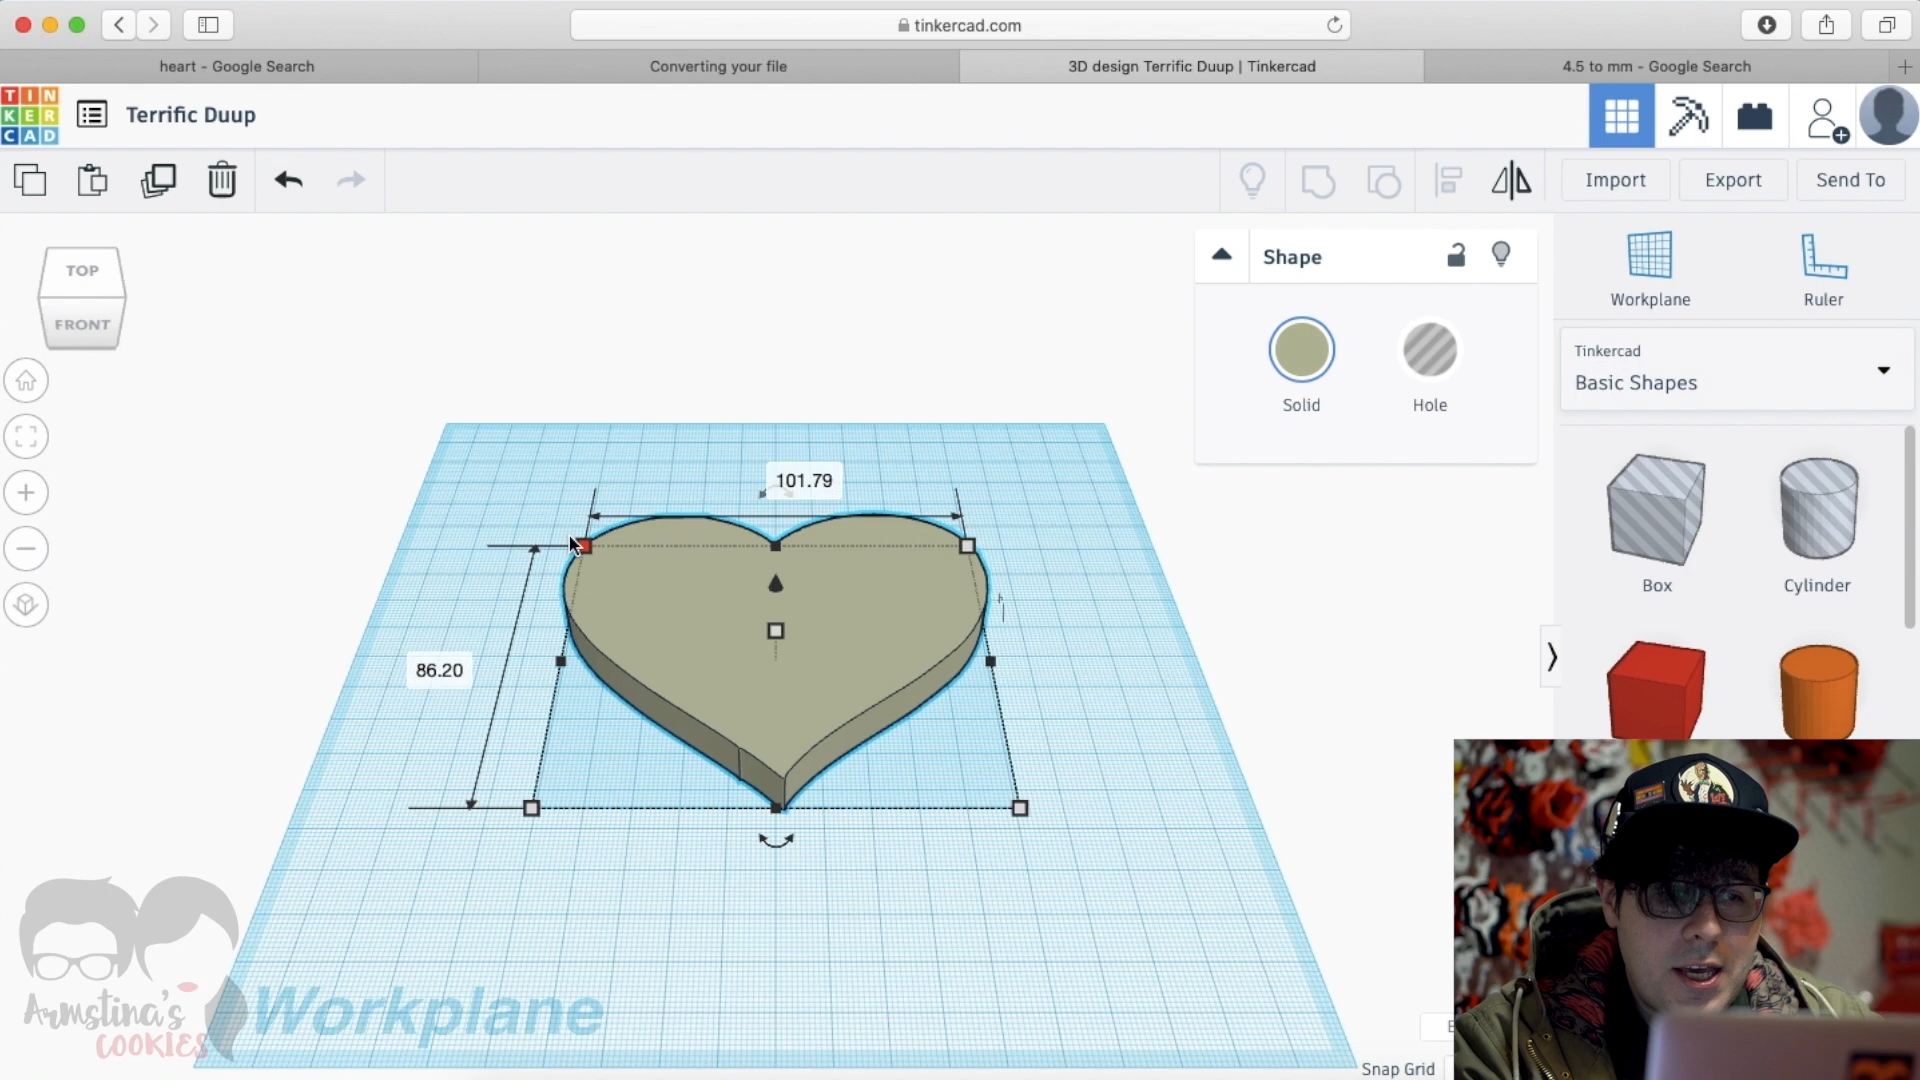 tinkercad.com
heart - Google Search
Converting your file
3D design Terrific Duup | Tinkercad
4.5 to mm - Google Search
TIN
KER
CAD
Terrific Duup
Import
Export
Send To
TOP
FRONT
Shape
Solid
Hole
Workplane
Ruler
Tinkercad
Basic Shapes
Box
Cylinder
101.79
86.20
Workplane
Armstina's
COOKIES
Snap Grid